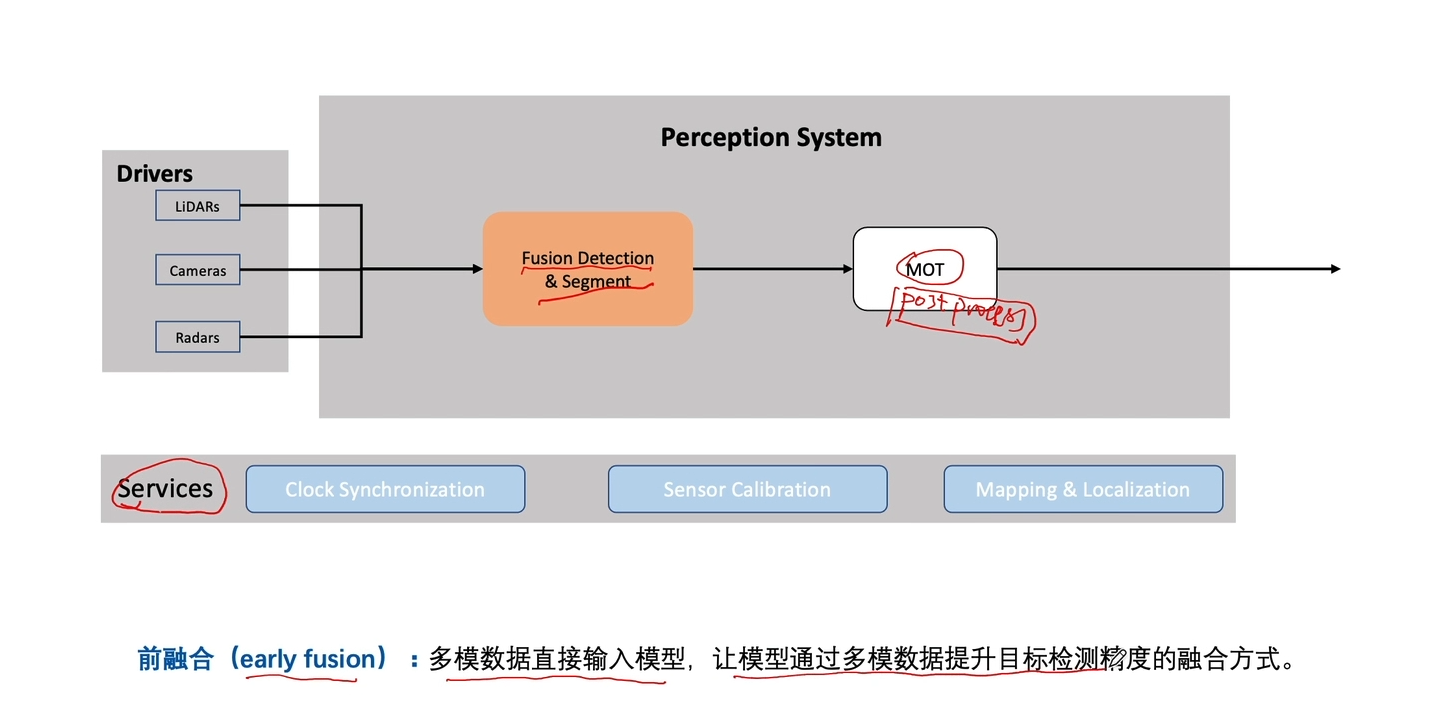 Perception System
Drivers
LiDARs
Cameras
Radars
Fusion Detection
& Segment
MOT
post process
Services
Clock Synchronization
Sensor Calibration
Mapping & Localization
前融合（early fusion）：多模数据直接输入模型，让模型通过多模数据提升目标检测精度的融合方式。